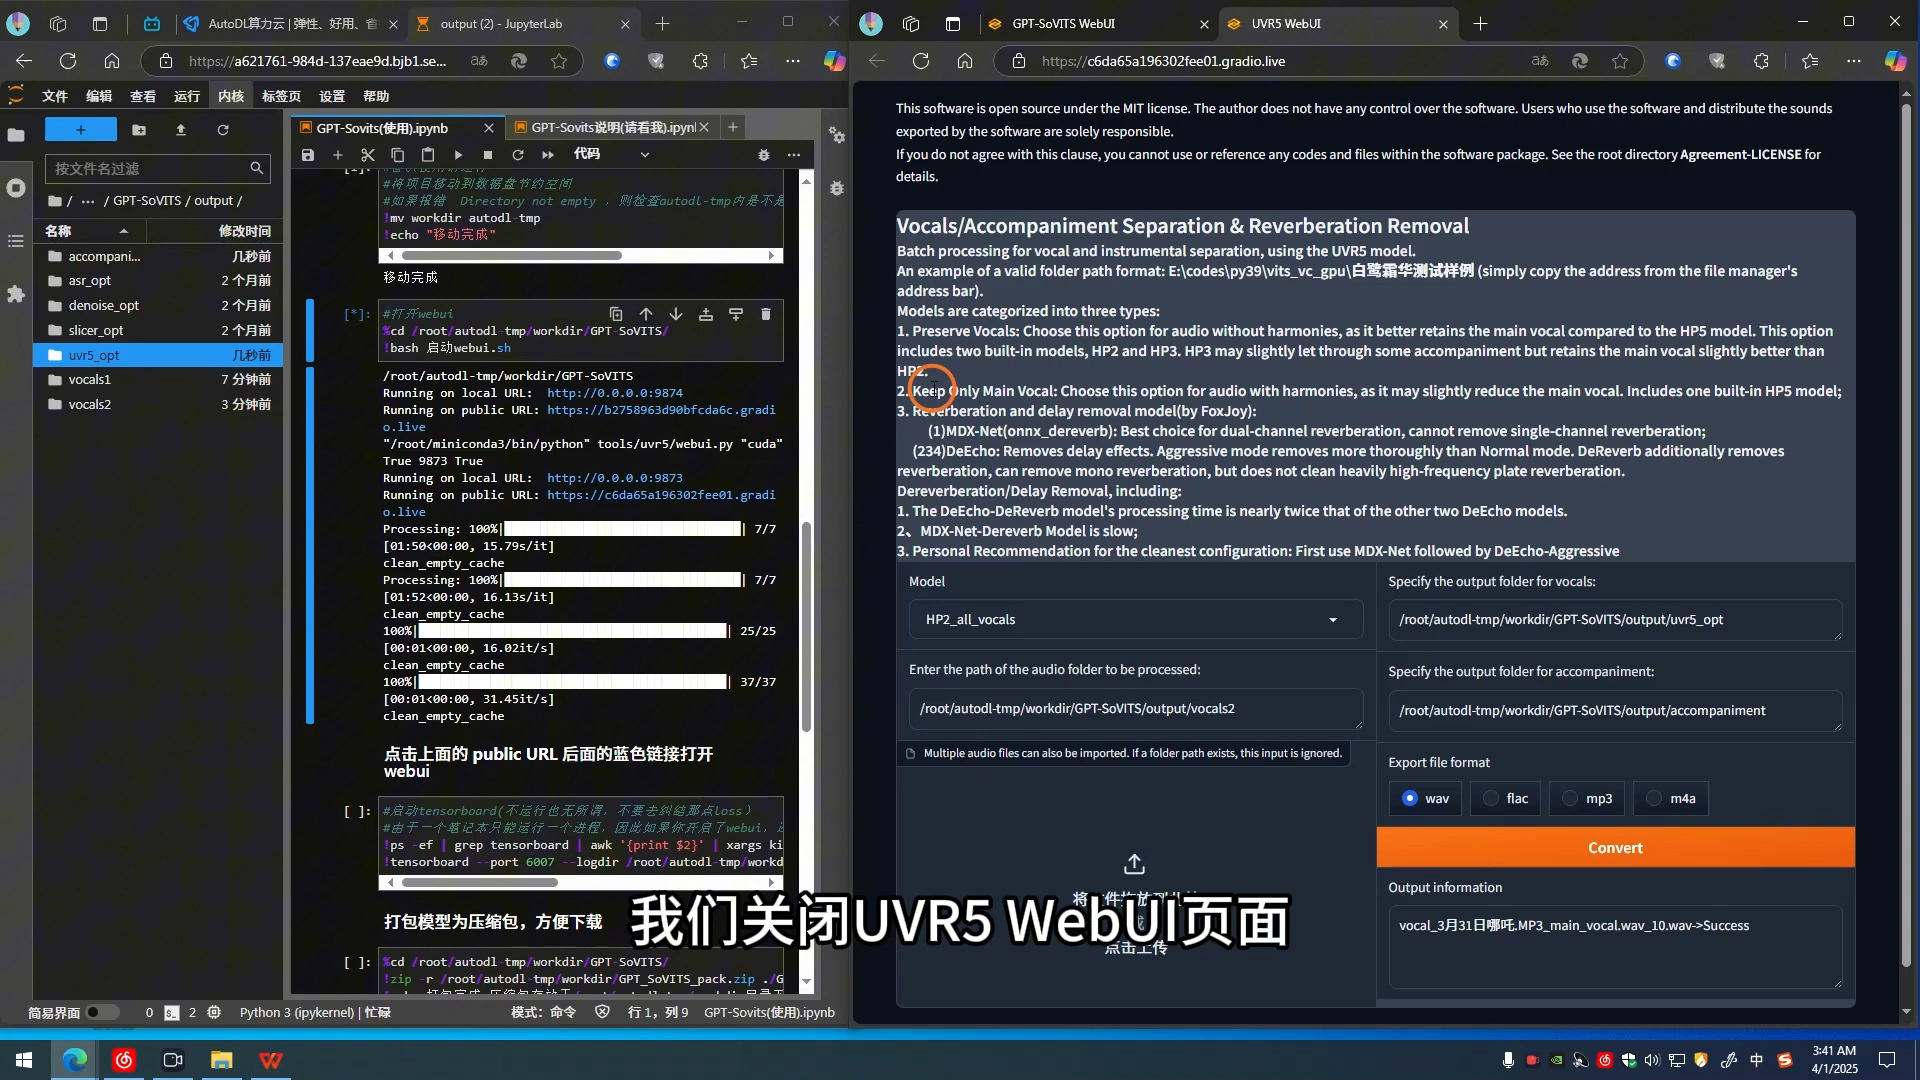 AutoDL算力云 | 弹性、好用、省
output (2) - JupyterLab
https://a621761-984d-137eae9d.bjb1.se...
文件 编辑 查看 运行 内核 标签页 设置 帮助
按文件名过滤
/ ··· / GPT-SoVITS / output /
名称 修改时间
accompani... 几秒前
asr_opt 2 个月前
denoise_opt 2 个月前
slicer_opt 2 个月前
uvr5_opt 几秒前
vocals1 7 分钟前
vocals2 3 分钟前
GPT-Sovits(使用).ipynb
GPT-Sovits说明(请看我).ipynl
代码
#将项目移动到数据盘节约空间
#如果报错 Directory not empty ，则检查autodl-tmp内是不是
!mv workdir autodl-tmp
!echo "移动完成"
移动完成
[*]:
#打开webui
%cd /root/autodl-tmp/workdir/GPT-SoVITS/
!bash 启动webui.sh
/root/autodl-tmp/workdir/GPT-SoVITS
Running on local URL: http://0.0.0.0:9874
Running on public URL: https://b2758963d90bfcda6c.gradi
o.live
"/root/miniconda3/bin/python" tools/uvr5/webui.py "cuda"
True 9873 True
Running on local URL: http://0.0.0.0:9873
Running on public URL: https://c6da65a196302fee01.gradi
o.live
Processing: 100%| | 7/7
[01:50<00:00, 15.79s/it]
clean_empty_cache
Processing: 100%| | 7/7
[01:52<00:00, 16.13s/it]
clean_empty_cache
100%| | 25/25
[00:01<00:00, 16.02it/s]
clean_empty_cache
100%| | 37/37
[00:01<00:00, 31.45it/s]
clean_empty_cache
点击上面的 public URL 后面的蓝色链接打开
webui
[ ]:
#启动tensorboard(不运行也无所谓，不要去纠结那点loss）
#由于一个笔记本只能运行一个进程，因此如果你开启了webui，
!ps -ef | grep tensorboard | awk '{print $2}' | xargs ki
!tensorboard --port 6007 --logdir /root/autodl-tmp/workd
打包模型为压缩包，方便下载
[ ]:
%cd /root/autodl-tmp/workdir/GPT-SoVITS/
!zip -r /root/autodl-tmp/workdir/GPT_SoVITS_pack.zip ./G
简易界面 0 2 Python 3 (ipykernel) | 忙碌 模式：命令 行 1，列 9 GPT-Sovits(使用).ipynb
GPT-SoVITS WebUI
UVR5 WebUI
https://c6da65a196302fee01.gradio.live
This software is open source under the MIT license. The author does not have any control over the software. Users who use the software and distribute the sounds
exported by the software are solely responsible.
If you do not agree with this clause, you cannot use or reference any codes and files within the software package. See the root directory Agreement-LICENSE for
details.
Vocals/Accompaniment Separation & Reverberation Removal
Batch processing for vocal and instrumental separation, using the UVR5 model.
An example of a valid folder path format: E:\codes\py39\vits_vc_gpu\白鹭霜华测试样例 (simply copy the address from the file manager's
address bar).
Models are categorized into three types:
1. Preserve Vocals: Choose this option for audio without harmonies, as it better retains the main vocal compared to the HP5 model. This option
includes two built-in models, HP2 and HP3. HP3 may slightly let through some accompaniment but retains the main vocal slightly better than
HP2.
2. Keep Only Main Vocal: Choose this option for audio with harmonies, as it may slightly reduce the main vocal. Includes one built-in HP5 model;
3. Reverberation and delay removal model(by FoxJoy):
(1)MDX-Net(onnx_dereverb): Best choice for dual-channel reverberation, cannot remove single-channel reverberation;
(234)DeEcho: Removes delay effects. Aggressive mode removes more thoroughly than Normal mode. DeReverb additionally removes
reverberation, can remove mono reverberation, but does not clean heavily high-frequency plate reverberation.
Dereverberation/Delay Removal, including:
1. The DeEcho-DeReverb model's processing time is nearly twice that of the other two DeEcho models.
2、MDX-Net-Dereverb Model is slow;
3. Personal Recommendation for the cleanest configuration: First use MDX-Net followed by DeEcho-Aggressive
Model
HP2_all_vocals
Enter the path of the audio folder to be processed:
/root/autodl-tmp/workdir/GPT-SoVITS/output/vocals2
Multiple audio files can also be imported. If a folder path exists, this input is ignored.
点击上传
Specify the output folder for vocals:
/root/autodl-tmp/workdir/GPT-SoVITS/output/uvr5_opt
Specify the output folder for accompaniment:
/root/autodl-tmp/workdir/GPT-SoVITS/output/accompaniment
Export file format
wav flac mp3 m4a
Convert
Output information
vocal_3月31日哪吒.MP3_main_vocal.wav_10.wav->Success
我们关闭UVR5 WebUI页面
中
3:41 AM
4/1/2025